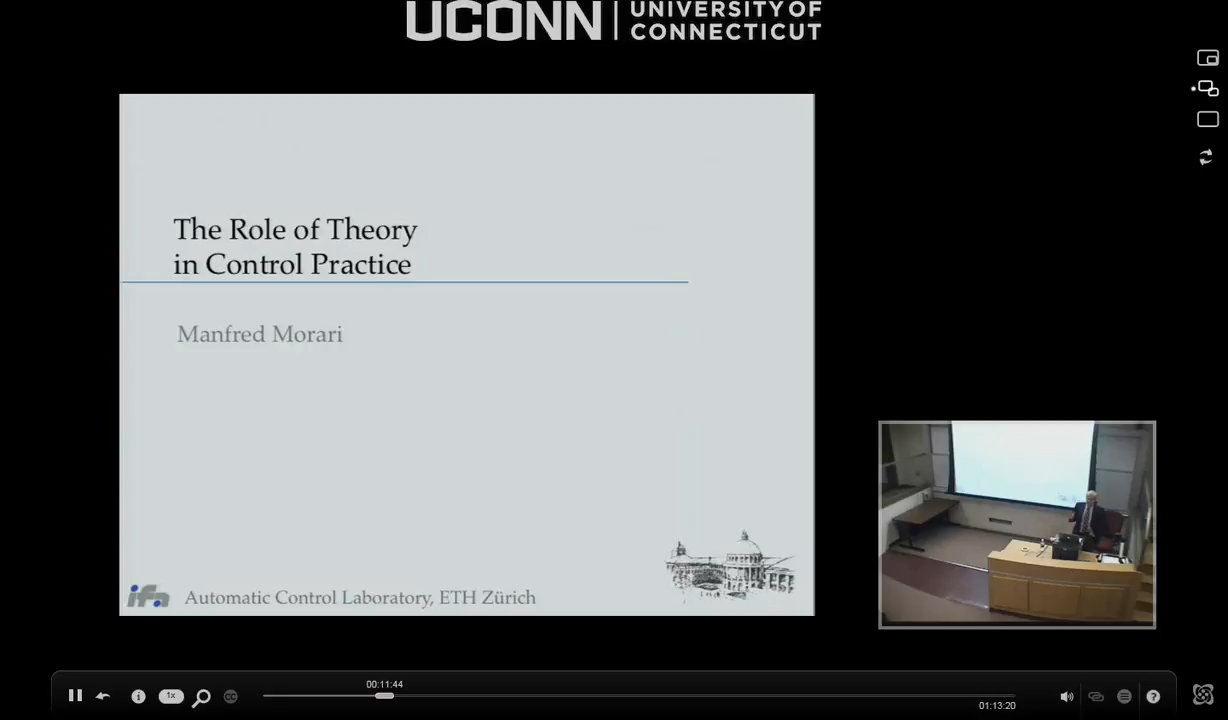 UCONN UNIVERSITY OF
CONNECTICUT
The Role of Theory
in Control Practice
Manfred Morari
ifa Automatic Control Laboratory, ETH Zürich
00:11:44
i 1x CC
01:13:20
?